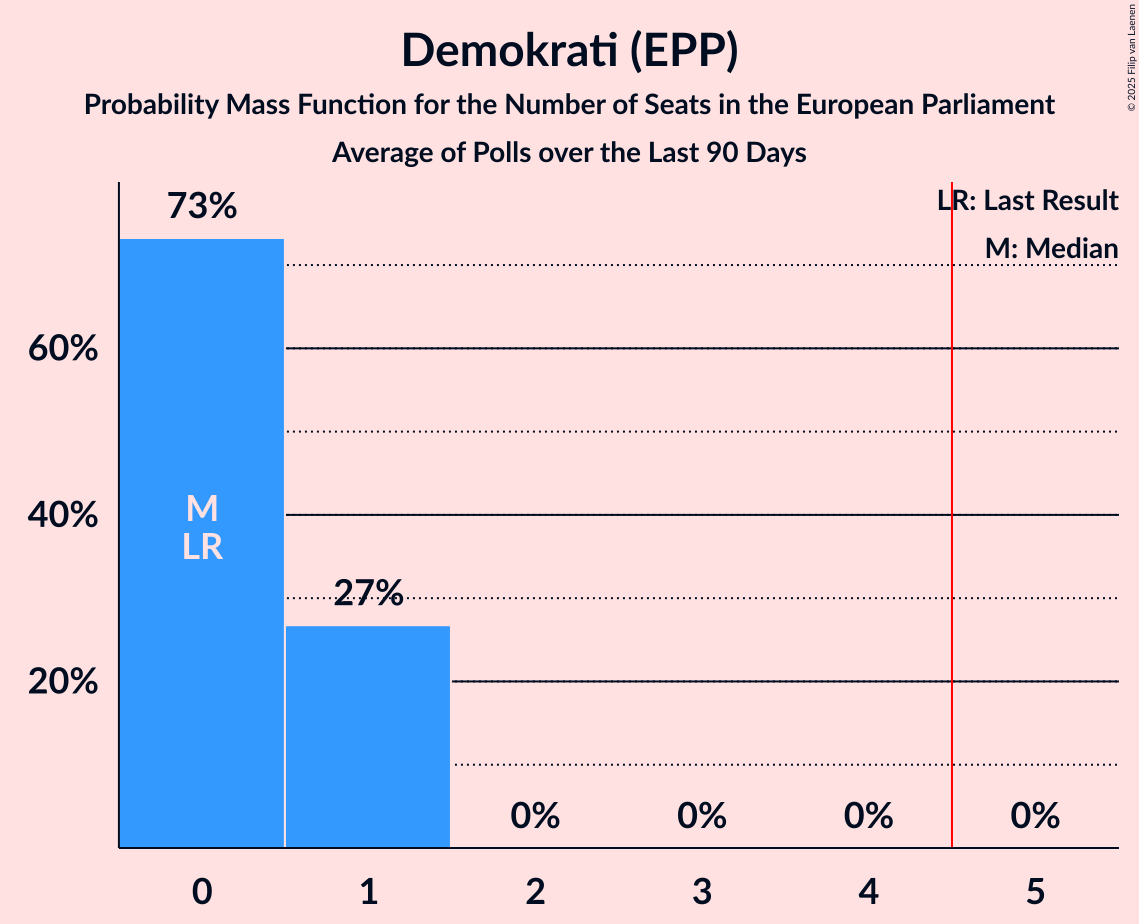 Demokrati (EPP)
Probability Mass Function for the Number of Seats in the European Parliament
Average of Polls over the Last 90 Days
© 2025 Filip van Laenen
LR: Last Result
M: Median
73%
60%
M
40%
LR
27%
20%
0% 0% 0% 0%
0 1 2 3 4 5